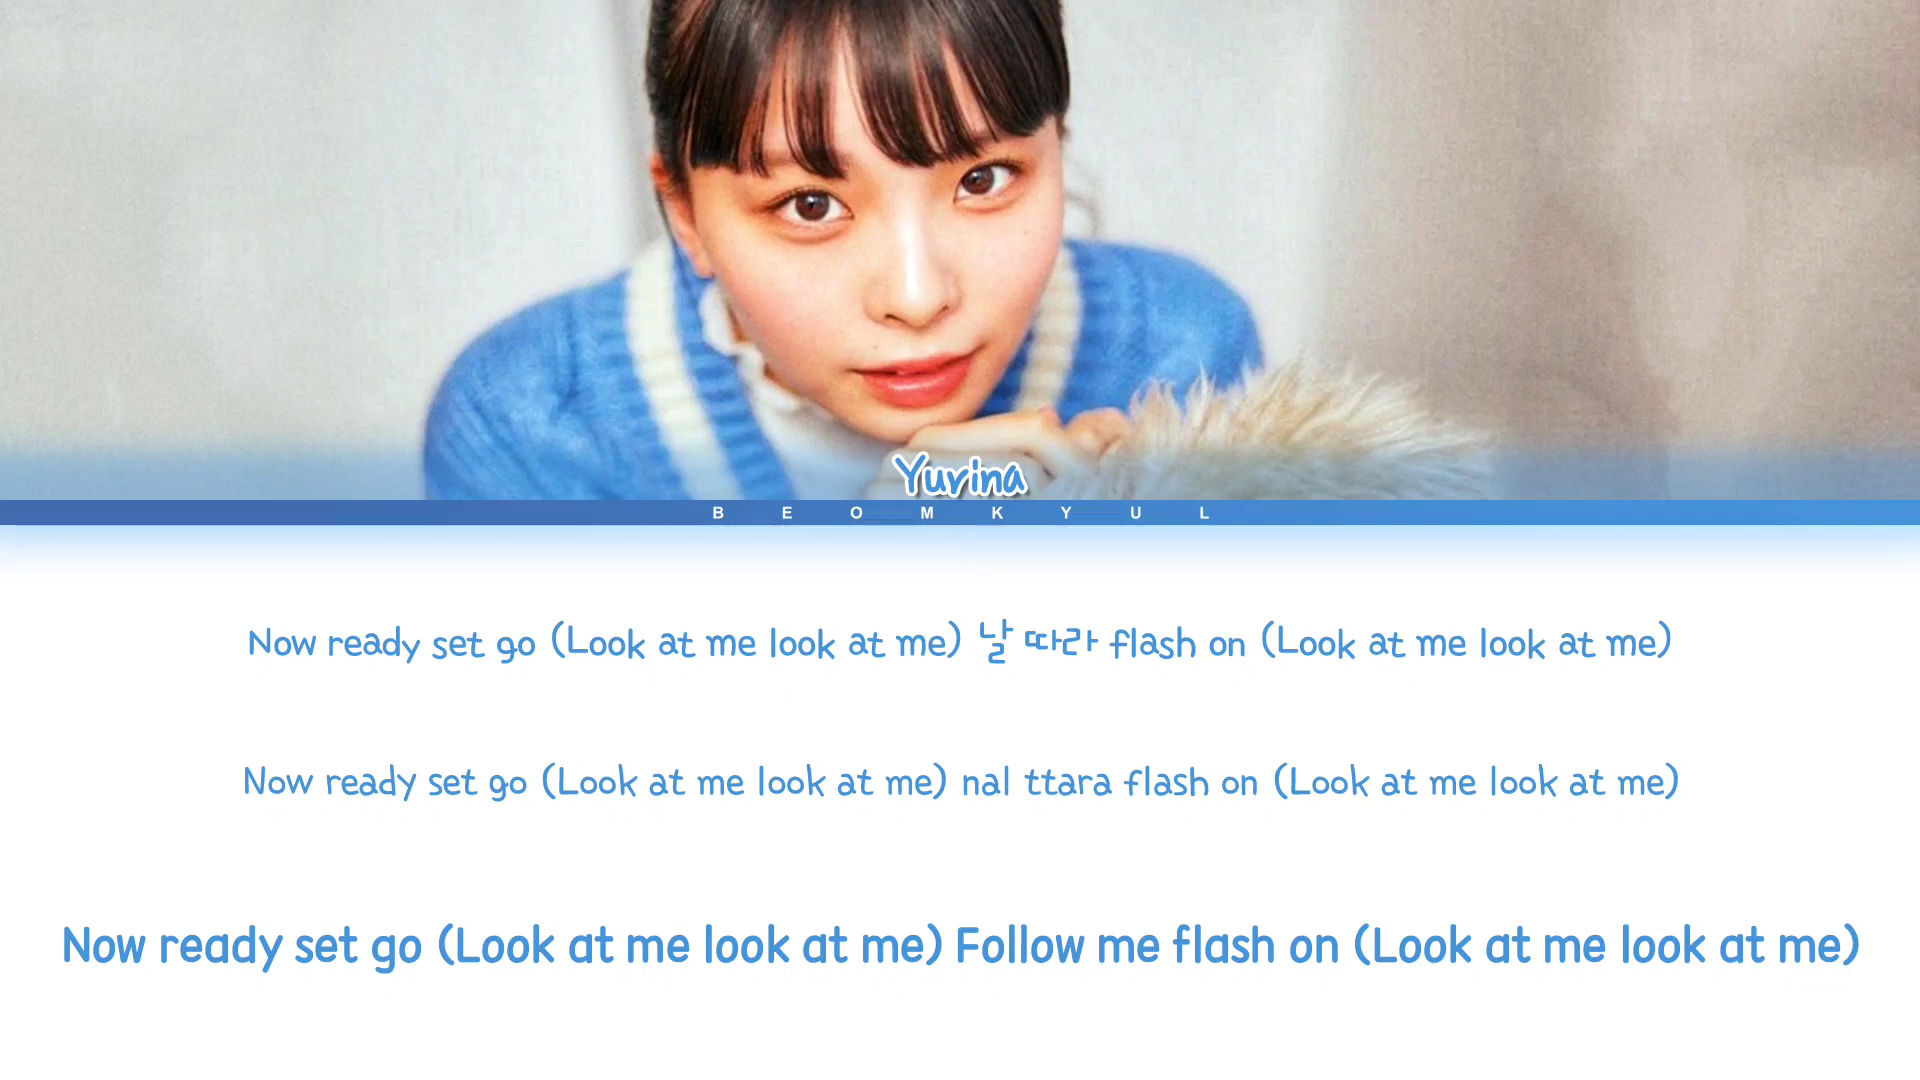 Yurina
BEOMKYUL
Now ready set go (Look at me look at me) 날 따라 flash on (Look at me look at me)
Now ready set go (Look at me look at me) nal ttara flash on (Look at me look at me)
Now ready set go (Look at me look at me) Follow me flash on (Look at me look at me)